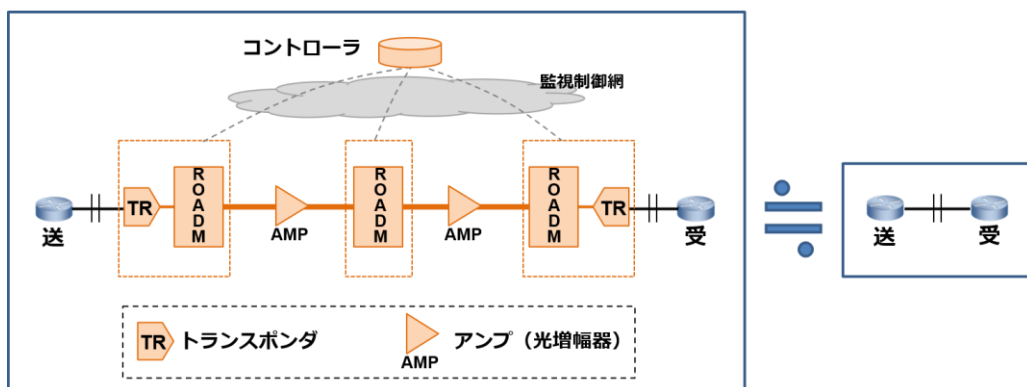 コントローラ
監視制御網
TR
ROADM
AMP
ROADM
AMP
ROADM
TR
送
受
≒
送
受
TR
トランスポンダ
AMP
アンプ（光増幅器）